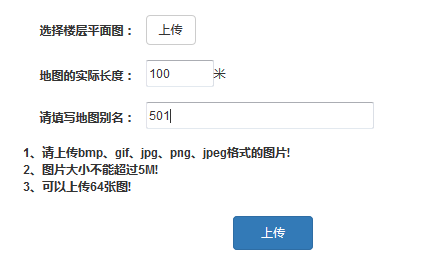 选择楼层平面图： 上传
地图的实际长度： 100 米
请填写地图别名： 501
1、请上传bmp、gif、jpg、png、jpeg格式的图片!
2、图片大小不能超过5M!
3、可以上传64张图!
上传